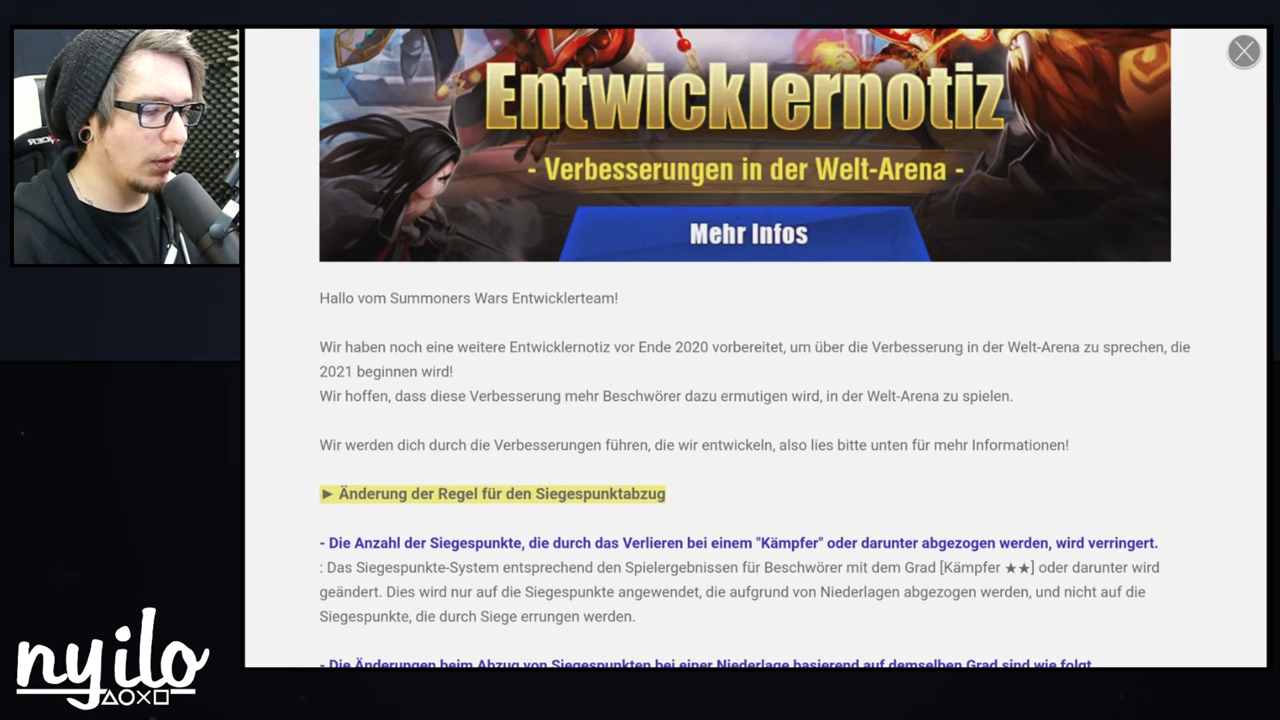 Entwicklernotiz
- Verbesserungen in der Welt-Arena -
Mehr Infos
Hallo vom Summoners Wars Entwicklerteam!
Wir haben noch eine weitere Entwicklernotiz vor Ende 2020 vorbereitet, um über die Verbesserung in der Welt-Arena zu sprechen, die
2021 beginnen wird!
Wir hoffen, dass diese Verbesserung mehr Beschwörer dazu ermutigen wird, in der Welt-Arena zu spielen.
Wir werden dich durch die Verbesserungen führen, die wir entwickeln, also lies bitte unten für mehr Informationen!
► Änderung der Regel für den Siegespunktabzug
- Die Anzahl der Siegespunkte, die durch das Verlieren bei einem "Kämpfer" oder darunter abgezogen werden, wird verringert.
: Das Siegespunkte-System entsprechend den Spielergebnissen für Beschwörer mit dem Grad [Kämpfer ★★] oder darunter wird
geändert. Dies wird nur auf die Siegespunkte angewendet, die aufgrund von Niederlagen abgezogen werden, und nicht auf die
Siegespunkte, die durch Siege errungen werden.
- Die Änderungen beim Abzug von Siegespunkten bei einer Niederlage basierend auf demselben Grad sind wie folgt
nyilo